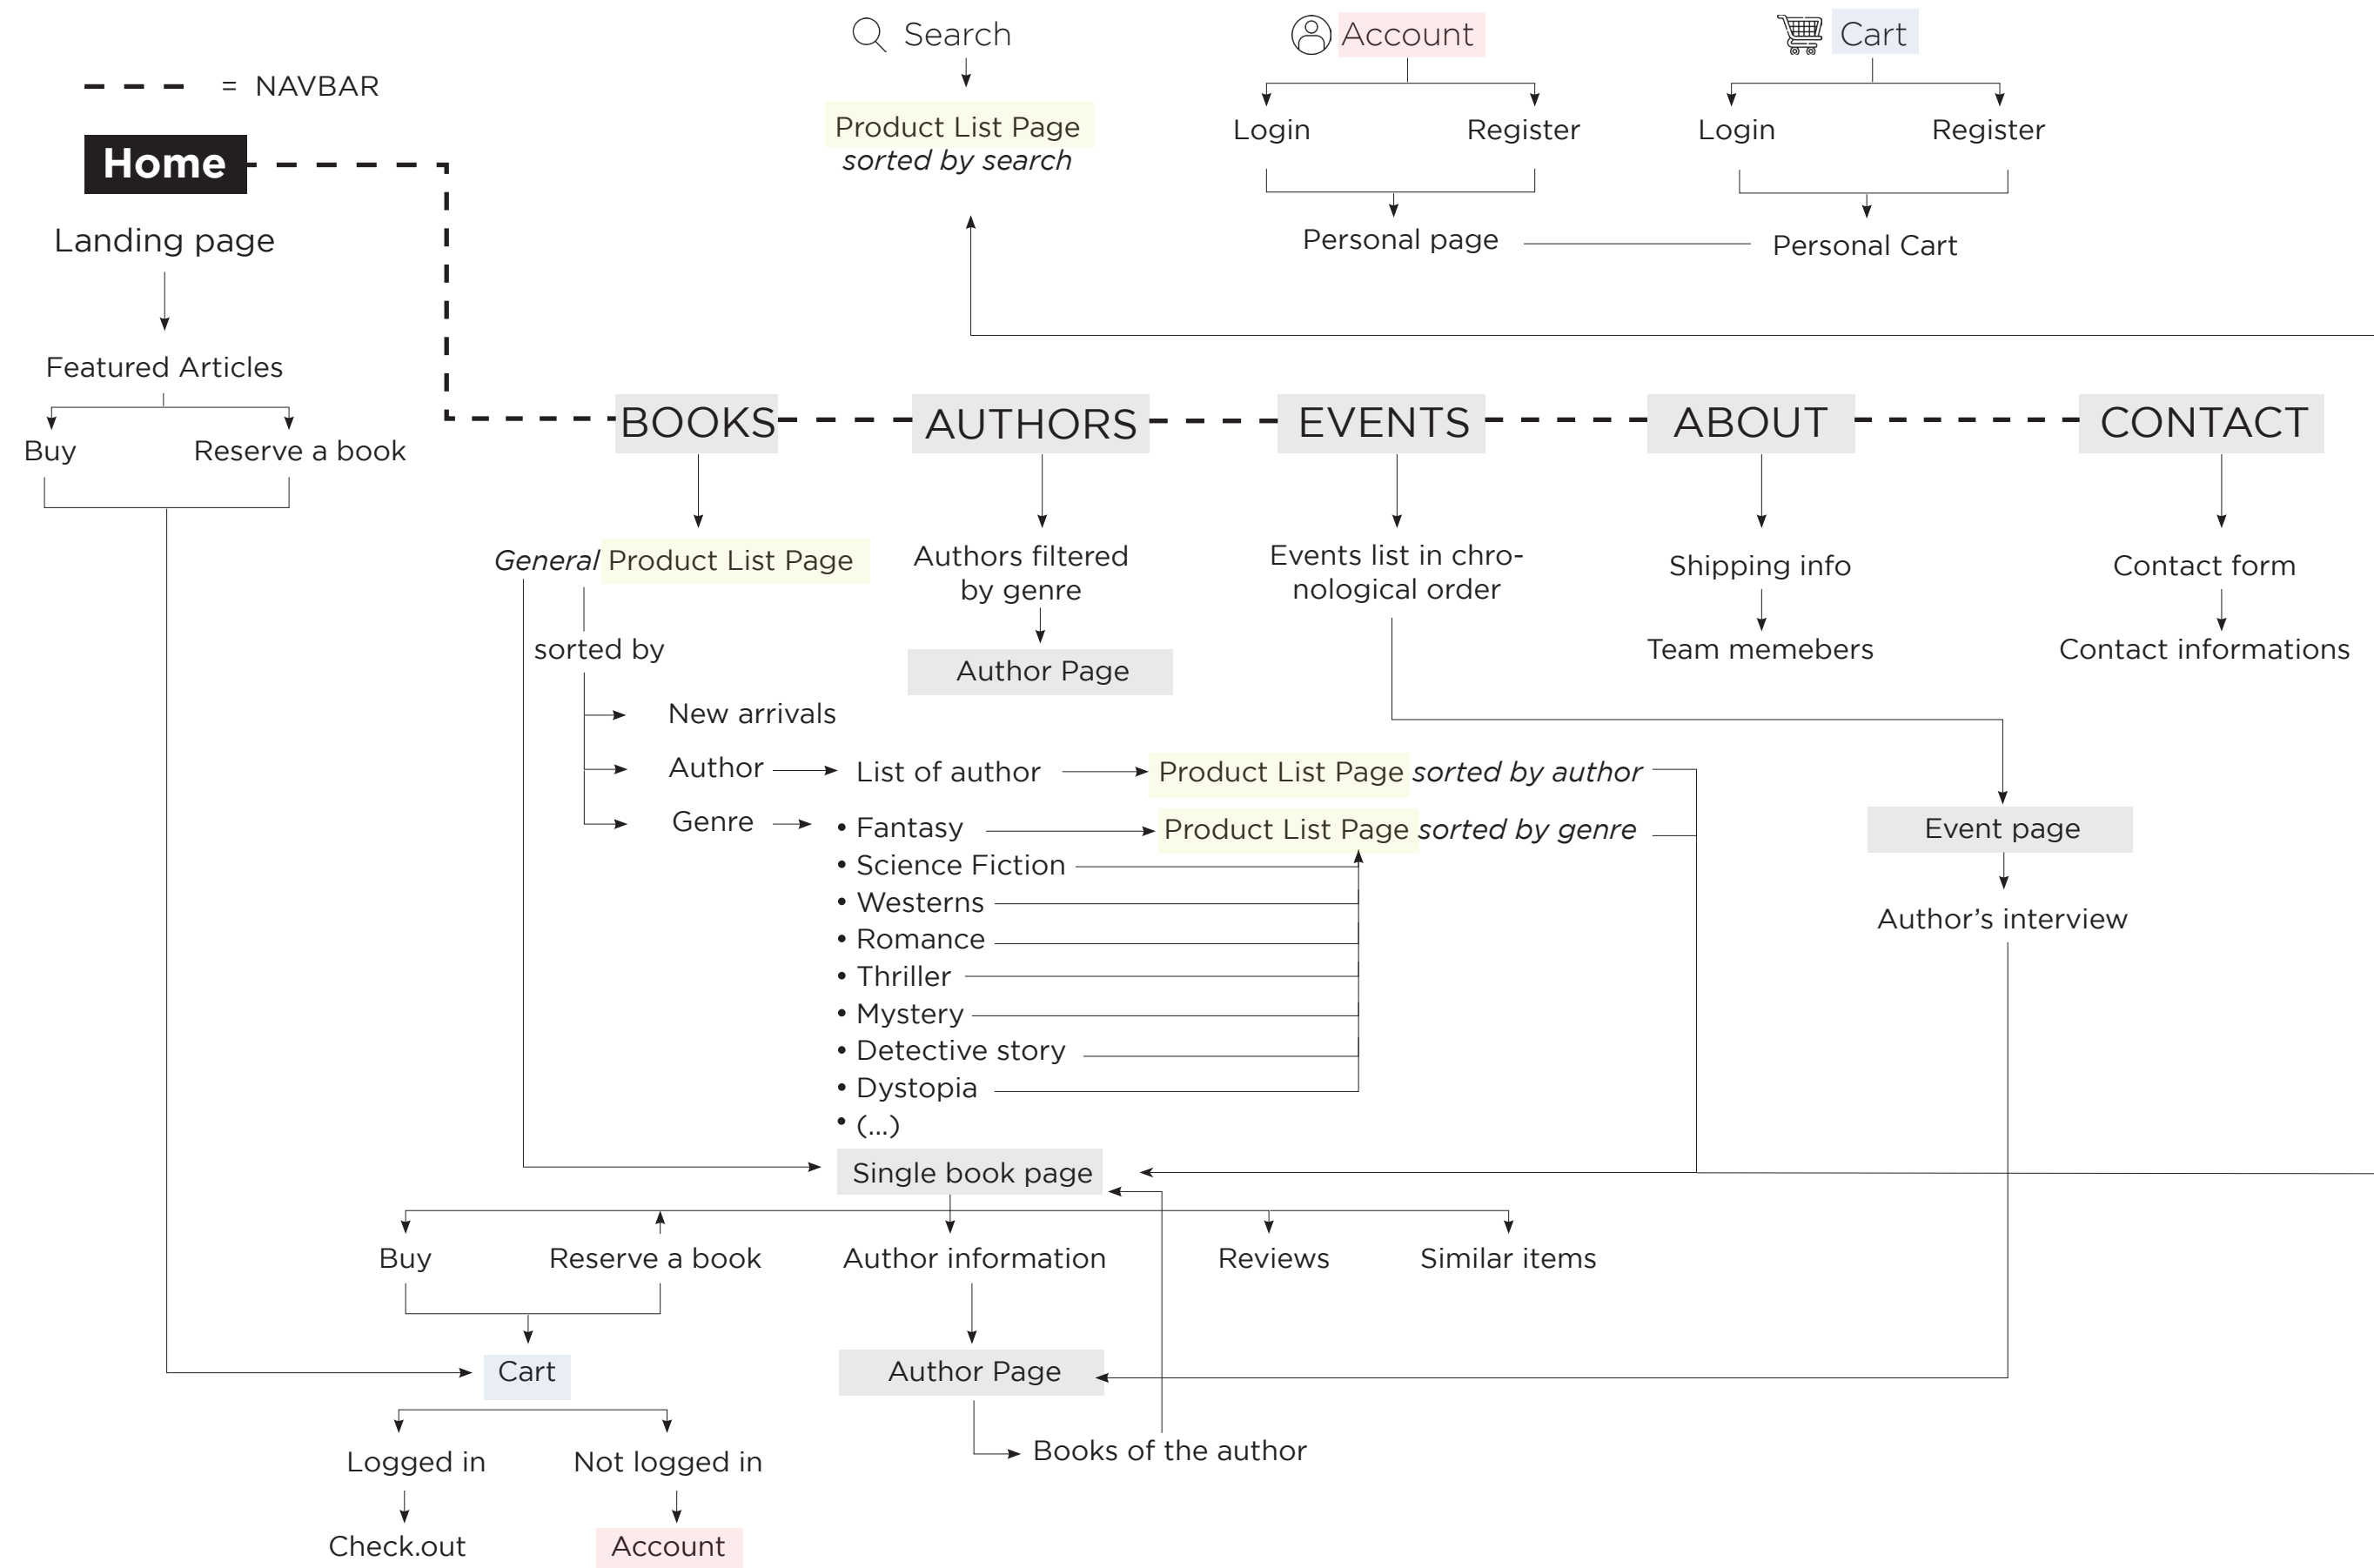 Search
Account
Cart
= NAVBAR
Home
Product List Page
sorted by search
Login
Register
Login
Register
Landing page
Personal page
Personal Cart
Featured Articles
Buy
Reserve a book
BOOKS
AUTHORS
EVENTS
ABOUT
CONTACT
General Product List Page
sorted by
New arrivals
Author
List of author
Product List Page sorted by author
Genre
• Fantasy
Product List Page sorted by genre
• Science Fiction
• Westerns
• Romance
• Thriller
• Mystery
• Detective story
• Dystopia
• (...)
Authors filtered
by genre
Author Page
Events list in chro-
nological order
Event page
Author’s interview
Shipping info
Team memebers
Contact form
Contact informations
Single book page
Buy
Reserve a book
Author information
Reviews
Similar items
Cart
Author Page
Logged in
Not logged in
Books of the author
Check.out
Account